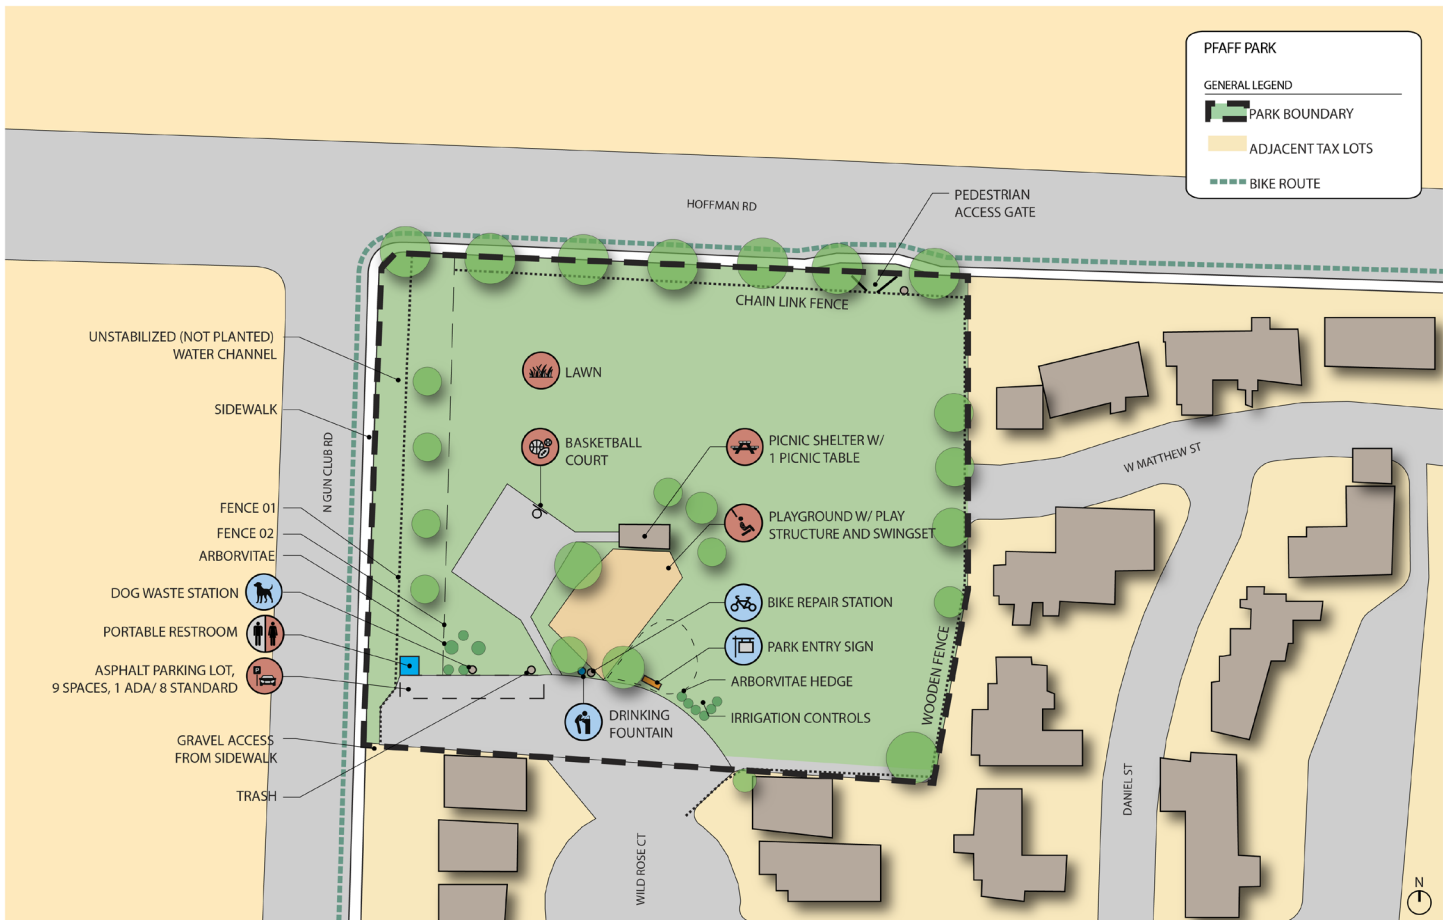 PFAFF PARK
GENERAL LEGEND
PARK BOUNDARY
ADJACENT TAX LOTS
BIKE ROUTE
HOFFMAN RD
PEDESTRIAN
ACCESS GATE
CHAIN LINK FENCE
UNSTABILIZED (NOT PLANTED)
WATER CHANNEL
SIDEWALK
N GUN CLUB RD
LAWN
BASKETBALL
COURT
PICNIC SHELTER W/
1 PICNIC TABLE
PLAYGROUND W/ PLAY
STRUCTURE AND SWINGSET
W MATTHEW ST
FENCE 01
FENCE 02
ARBORVITAE
DOG WASTE STATION
PORTABLE RESTROOM
P
ASPHALT PARKING LOT,
9 SPACES, 1 ADA/ 8 STANDARD
BIKE REPAIR STATION
PARK ENTRY SIGN
ARBORVITAE HEDGE
IRRIGATION CONTROLS
WOODEN FENCE
DRINKING
FOUNTAIN
GRAVEL ACCESS
FROM SIDEWALK
TRASH
WILD ROSE CT
DANIEL ST
N